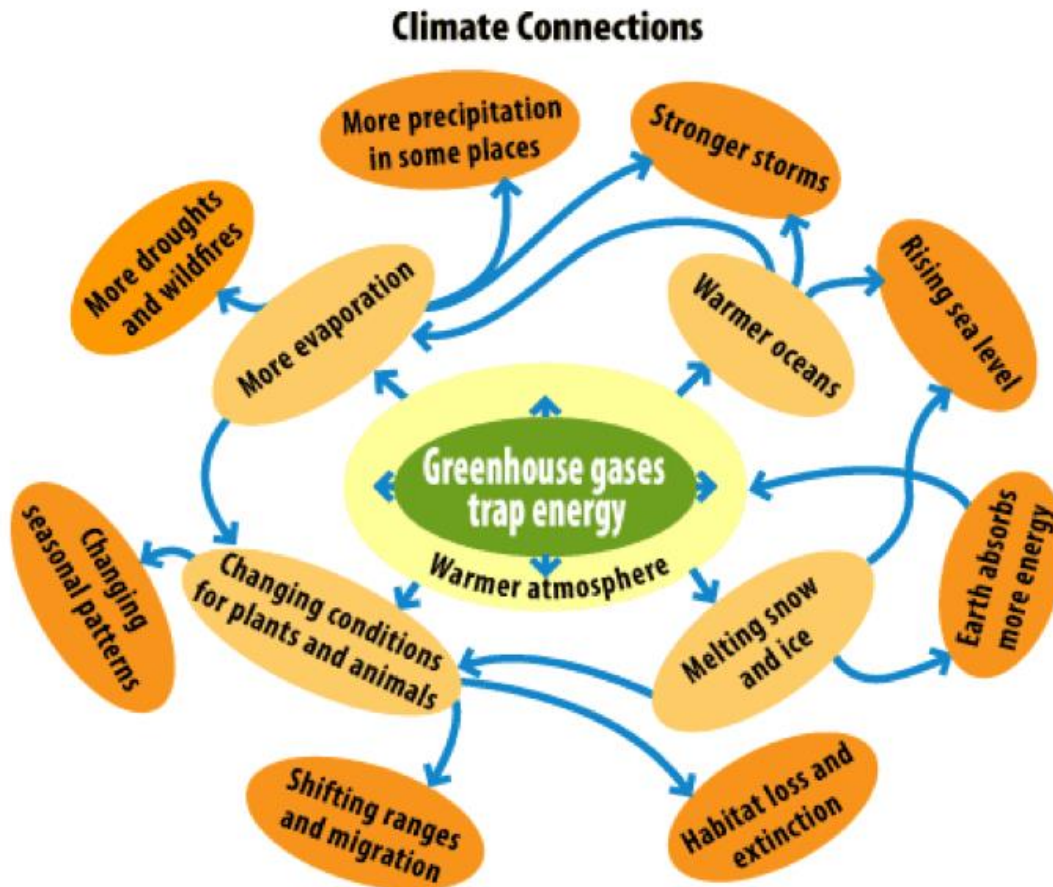 Climate Connections
More precipitation
in some places
Stronger storms
More droughts
and wildfires
More evaporation
Warmer oceans
Rising sea level
Greenhouse gases
trap energy
Warmer atmosphere
Changing
seasonal patterns
Changing conditions
for plants and animals
Melting snow
and ice
Earth absorbs
more energy
Shifting ranges
and migration
Habitat loss and
extinction